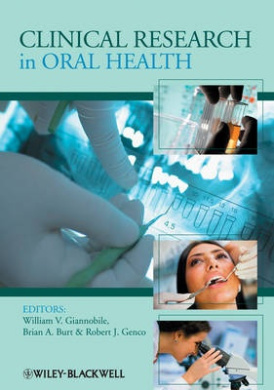 CLINICAL RESEARCH
in ORAL HEALTH
EDITORS:
William V. Giannobile,
Brian A. Burt & Robert J. Genco
WILEY-BLACKWELL